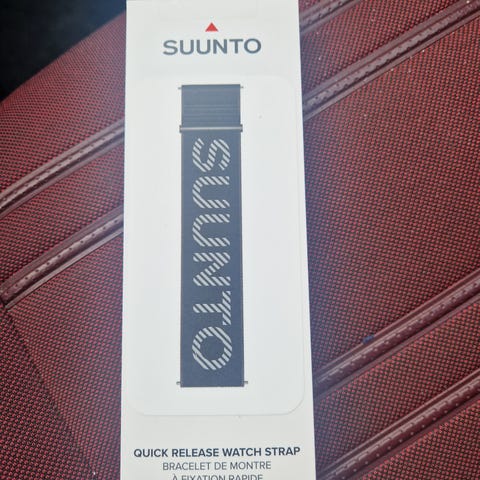 SUUNTO
SUUNTO
QUICK RELEASE WATCH STRAP
BRACELET DE MONTRE
À FIXATION RAPIDE